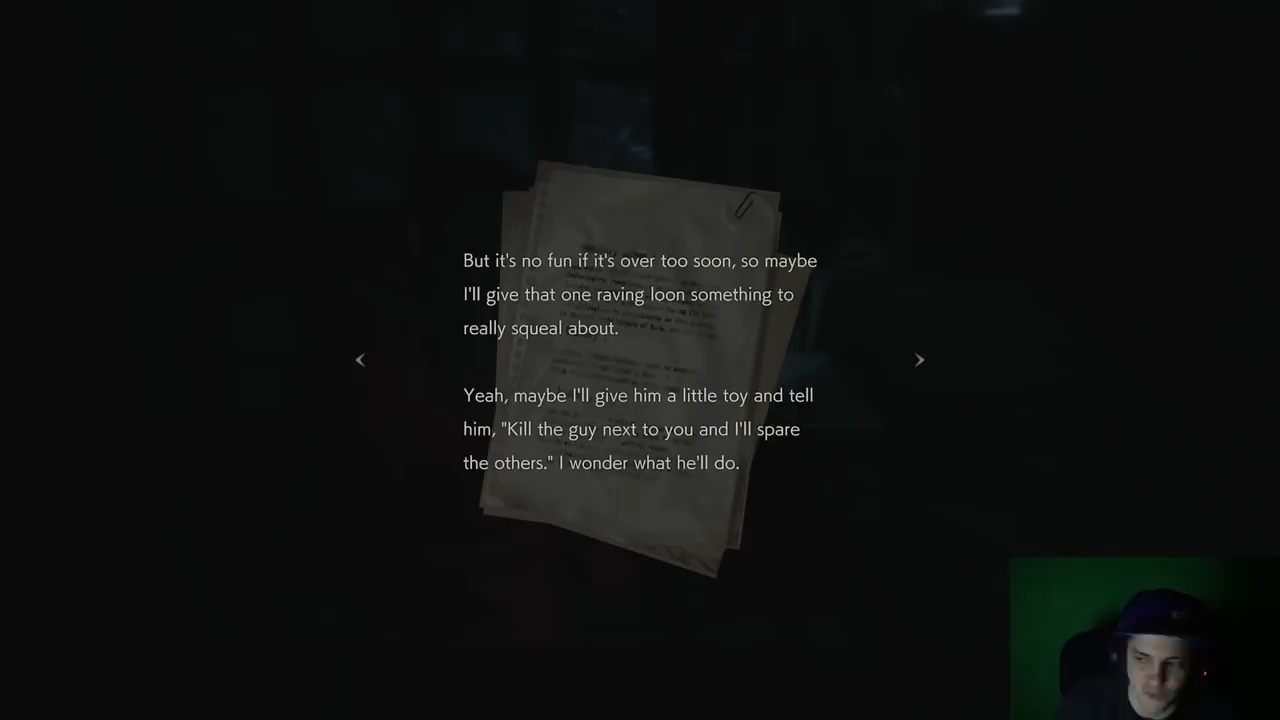 But it's no fun if it's over too soon, so maybe
I'll give that one raving loon something to
really squeal about.
Yeah, maybe I'll give him a little toy and tell
him, "Kill the guy next to you and I'll spare
the others." I wonder what he'll do.